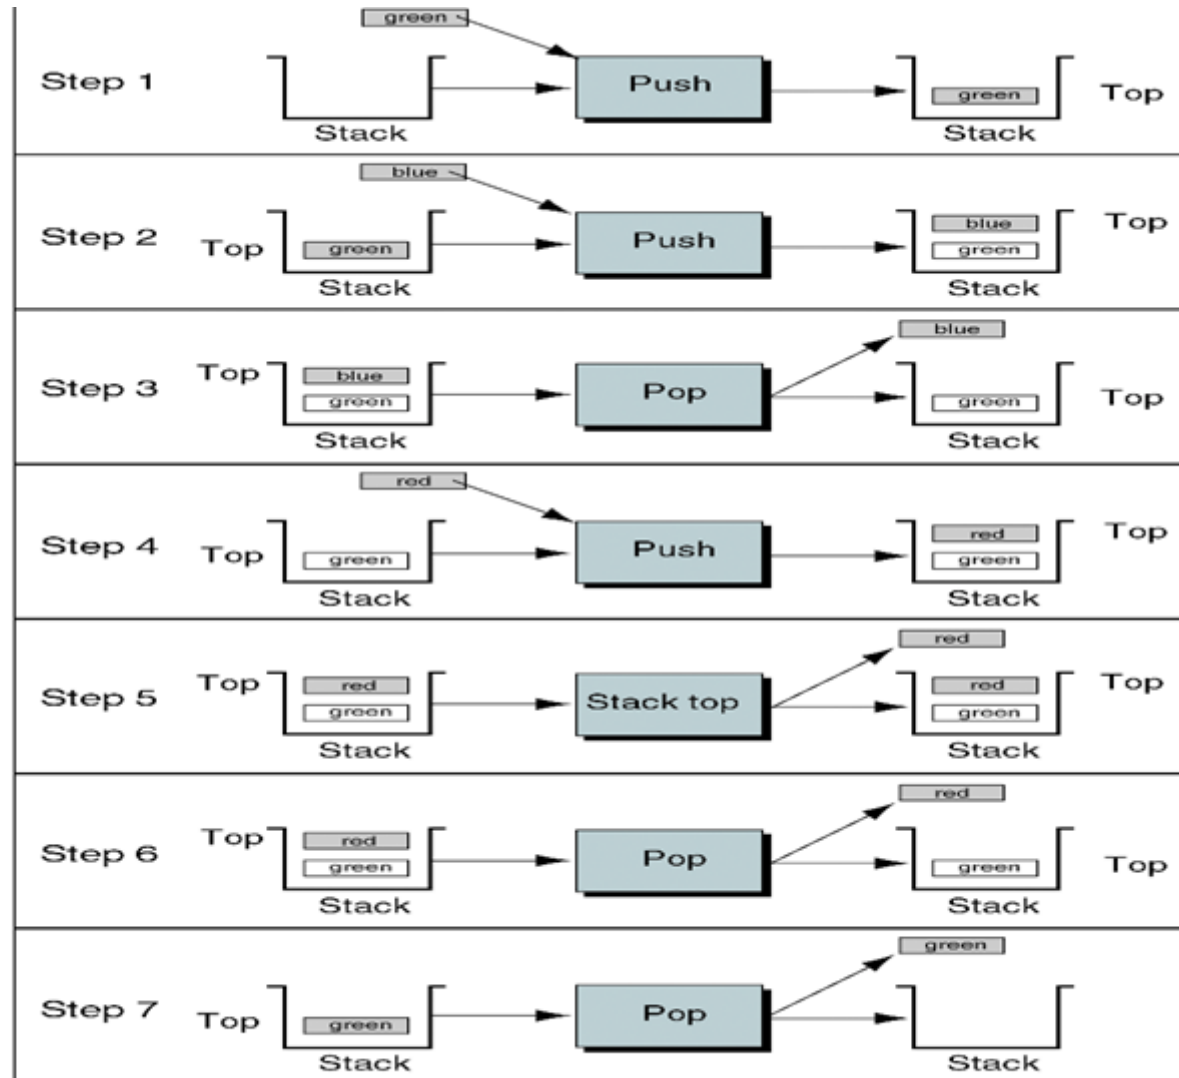 green
Step 1
Push
green
Top
Stack
Stack
blue
Step 2
Top
green
Push
blue
green
Top
Stack
Stack
blue
Step 3
Top
blue
green
Pop
green
Top
Stack
Stack
red
Step 4
Top
green
Push
red
green
Top
Stack
Stack
red
Step 5
Top
red
green
Stack top
red
green
Top
Stack
Stack
red
Step 6
Top
red
green
Pop
green
Top
Stack
Stack
green
Step 7
Top
green
Pop
Stack
Stack